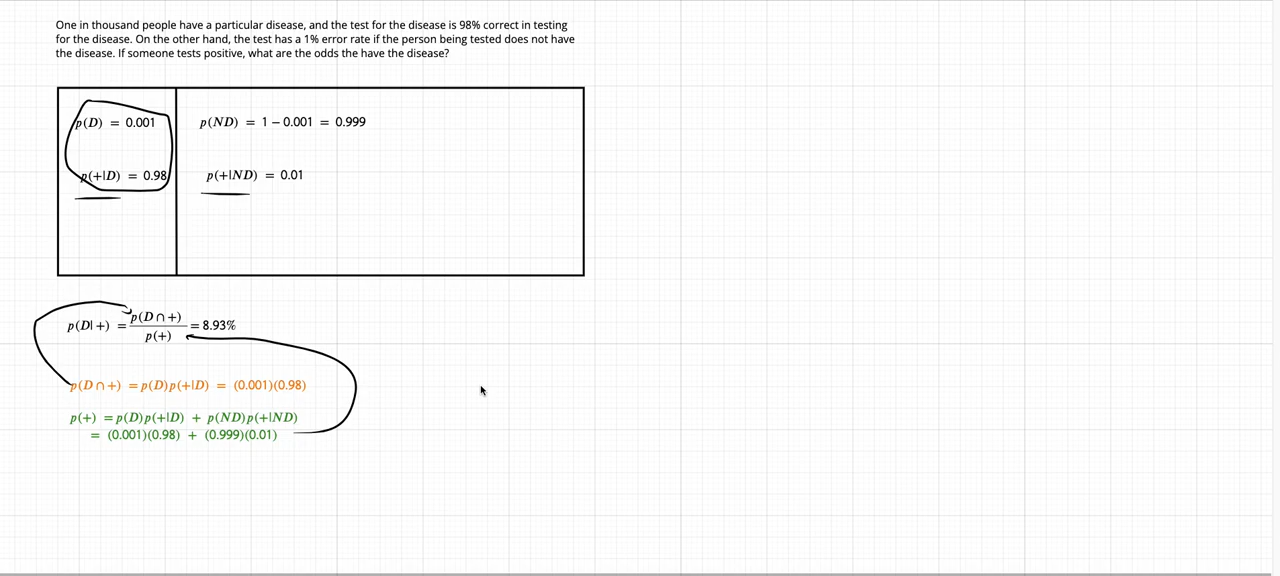 One in thousand people have a particular disease, and the test for the disease is 98% correct in testing
for the disease. On the other hand, the test has a 1% error rate if the person being tested does not have
the disease. If someone tests positive, what are the odds the have the disease?
p(D) = 0.001
p(ND) = 1 − 0.001 = 0.999
p(+|D) = 0.98
p(+|ND) = 0.01
p(D|+) = p(D∩+) / p(+) = 8.93%
p(D∩+) = p(D)p(+|D) = (0.001)(0.98)
p(+) = p(D)p(+|D) + p(ND)p(+|ND)
= (0.001)(0.98) + (0.999)(0.01)